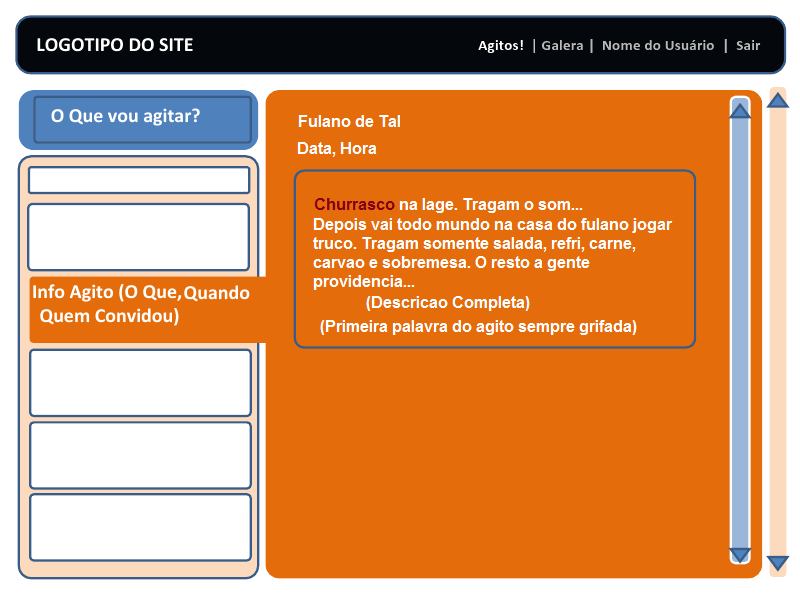 LOGOTIPO DO SITE
Agitos! | Galera | Nome do Usuário | Sair
O Que vou agitar?
Info Agito (O Que, Quando
Quem Convidou)
Fulano de Tal
Data, Hora
Churrasco na lage. Tragam o som...
Depois vai todo mundo na casa do fulano jogar
truco. Tragam somente salada, refri, carne,
carvao e sobremesa. O resto a gente
providencia...
(Descricao Completa)
(Primeira palavra do agito sempre grifada)